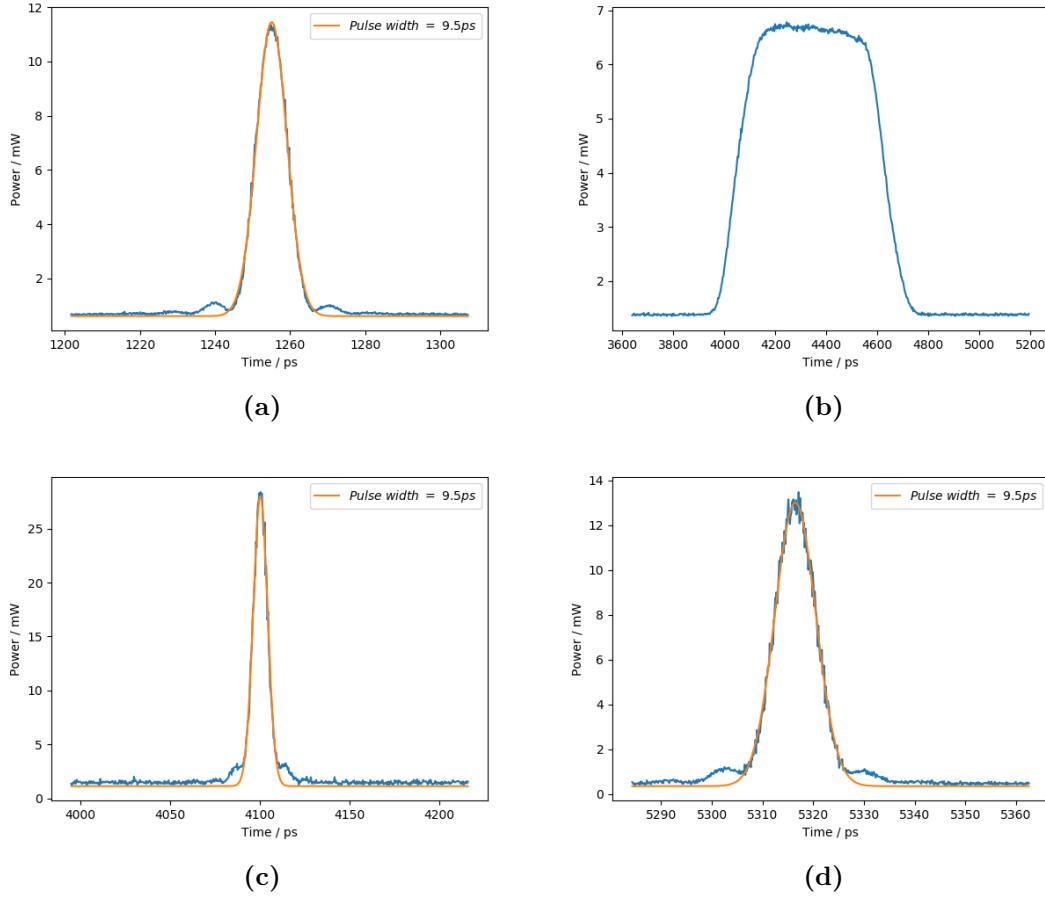 12
10
8
6
4
2
Power / mW
Pulse width = 9.5ps
1200 1220 1240 1260 1280 1300
Time / ps
(a)
7
6
5
4
3
2
Power / mW
3600 3800 4000 4200 4400 4600 4800 5000 5200
Time / ps
(b)
25
20
15
10
5
0
Power / mW
Pulse width = 9.5ps
4000 4050 4100 4150 4200
Time / ps
(c)
14
12
10
8
6
4
2
0
Power / mW
Pulse width = 9.5ps
5290 5300 5310 5320 5330 5340 5350 5360
Time / ps
(d)